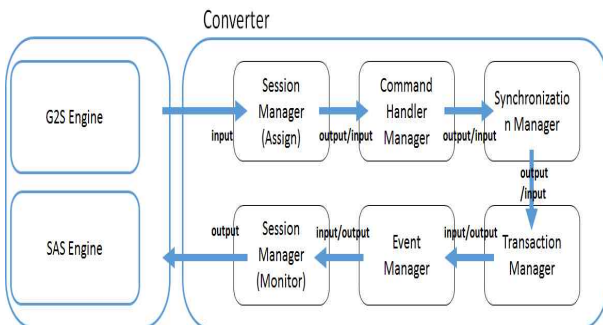 Converter
G2S Engine
input
Session
Manager
(Assign)
output/input
Command
Handler
Manager
output/input
Synchronizatio
n Manager
output
/input
SAS Engine
output
Session
Manager
(Monitor)
input/output
Event
Manager
input/output
Transaction
Manager